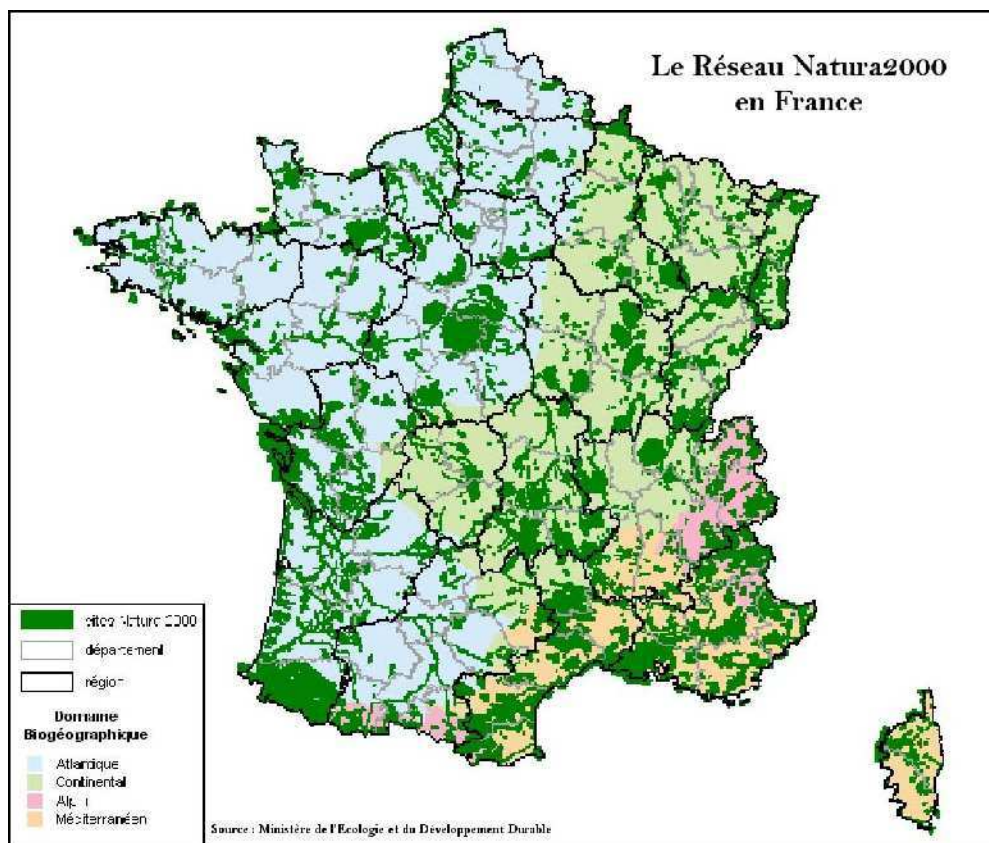 Le Réseau Natura2000
en France
sites Natura 2000
département
région
Domaine
Biogéographique
Atlantique
Continental
Méditerranéen
Source : Ministère de l'Ecologie et du Développement Durable